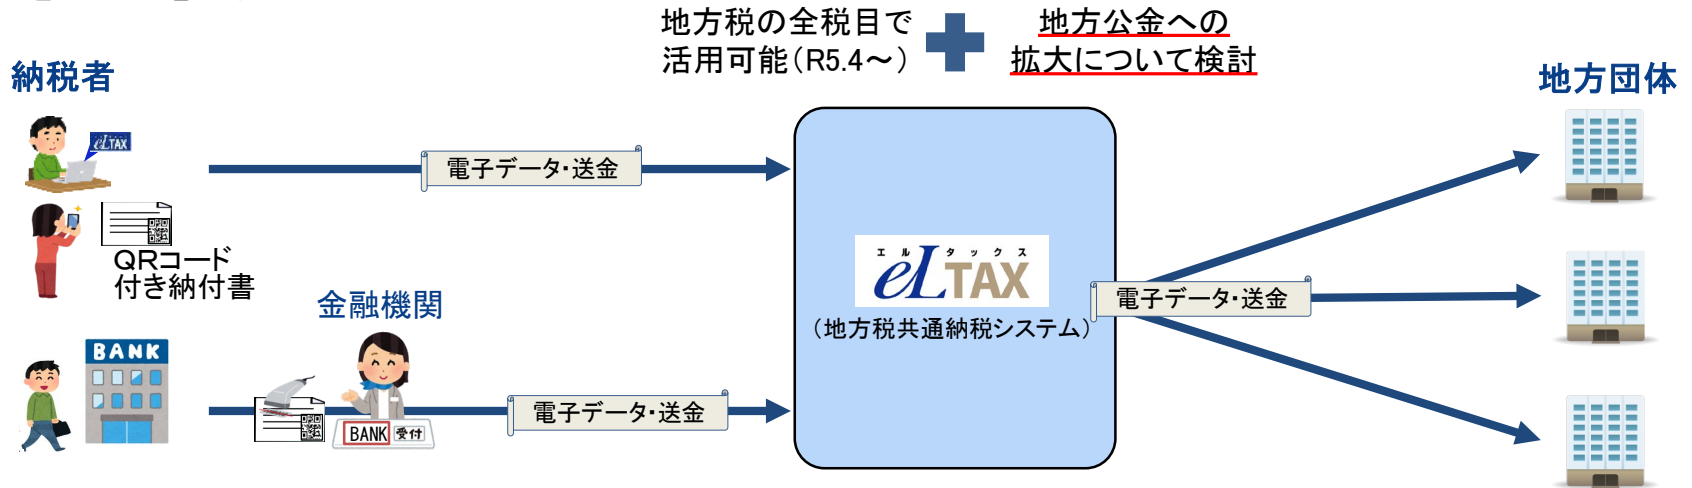 地方税の全税目で
活用可能(R5.4～)
地方公金への
拡大について検討
納税者
地方団体
eLTAX
電子データ・送金
QRコード
付き納付書
金融機関
エルタックス
eLTAX
(地方税共通納税システム)
電子データ・送金
BANK
電子データ・送金
BANK 受付